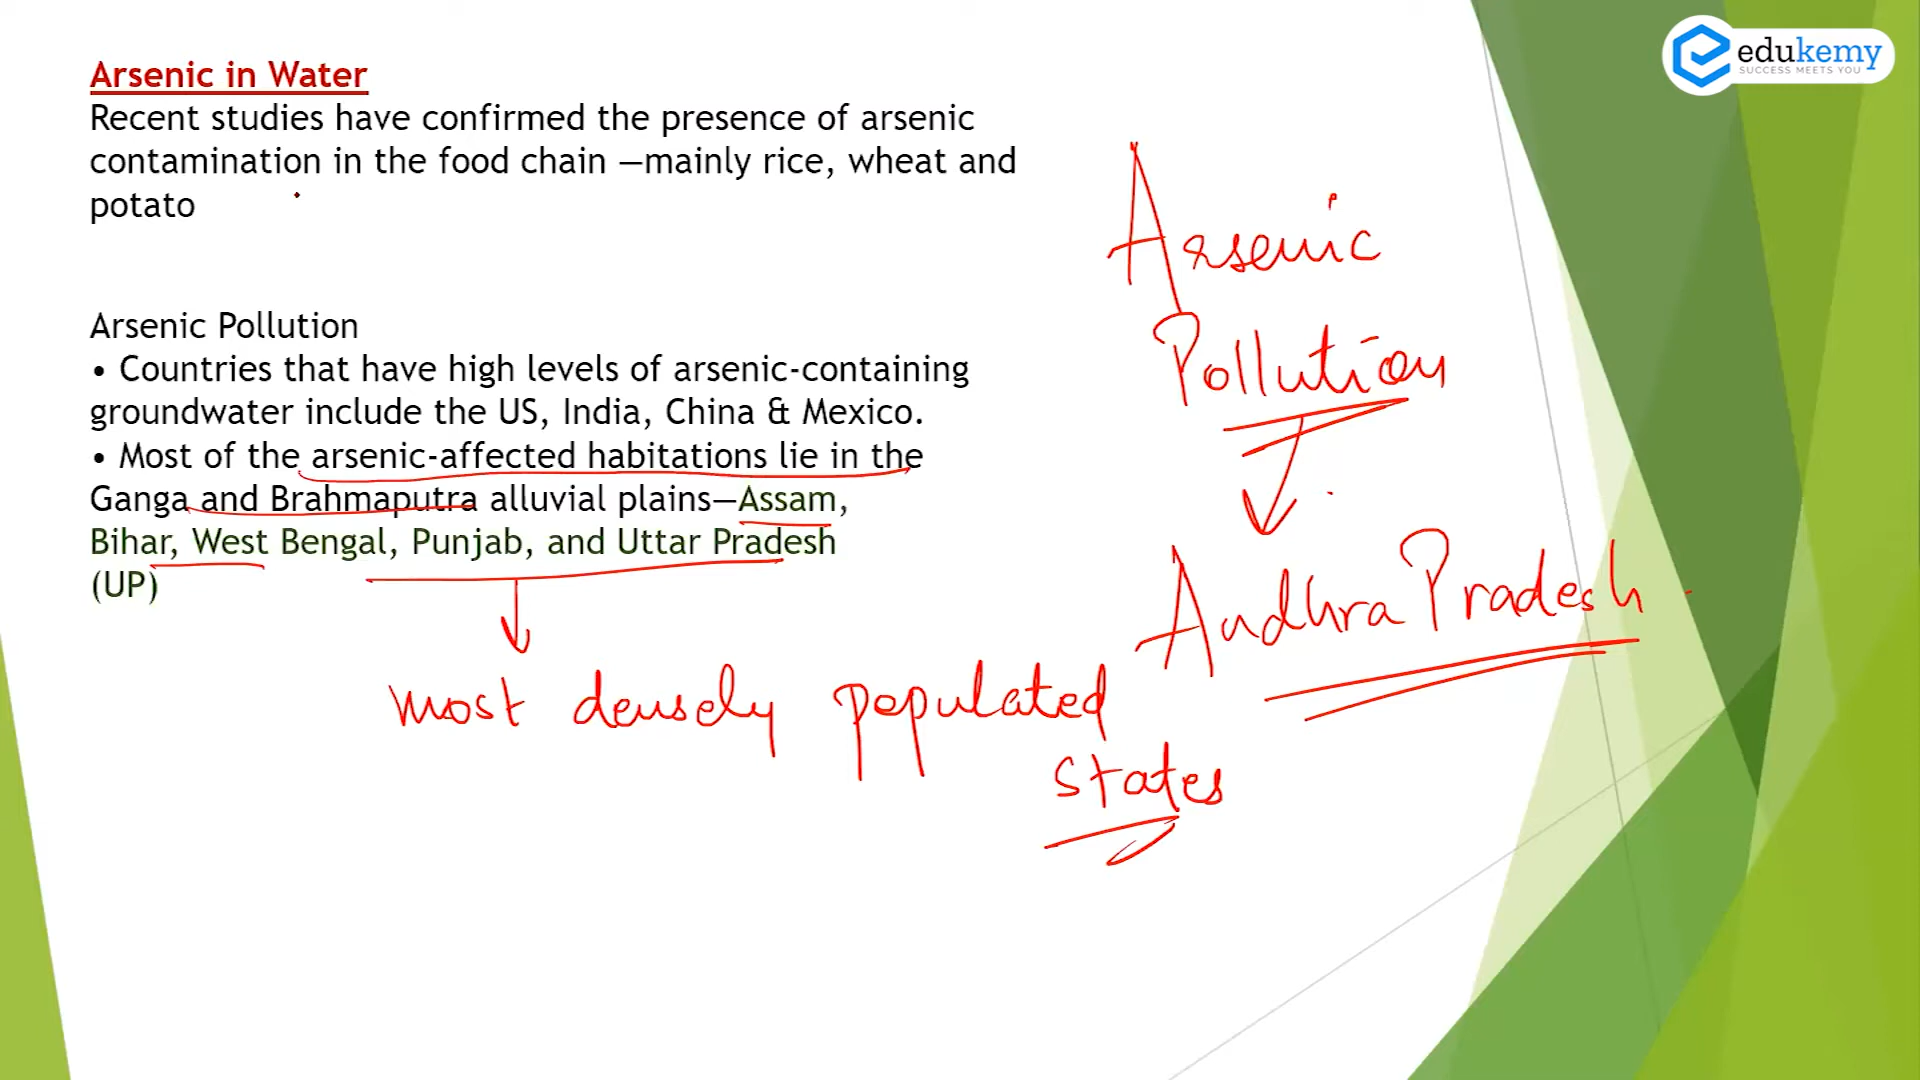 Arsenic in Water
Recent studies have confirmed the presence of arsenic
contamination in the food chain —mainly rice, wheat and
potato
Arsenic Pollution
• Countries that have high levels of arsenic-containing
groundwater include the US, India, China & Mexico.
• Most of the arsenic-affected habitations lie in the
Ganga and Brahmaputra alluvial plains—Assam,
Bihar, West Bengal, Punjab, and Uttar Pradesh
(UP)
most densely populated
states
Arsenic
Pollution
Andhra Pradesh
edukemy
SUCCESS MEETS YOU